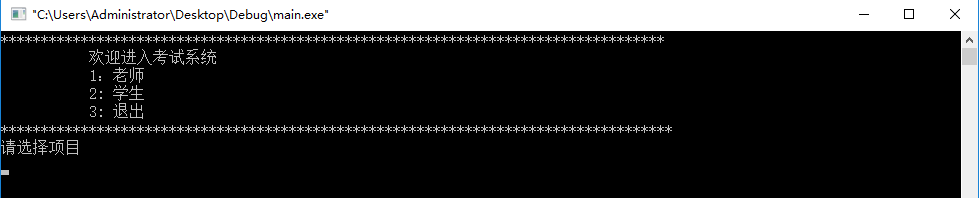 "C:\Users\Administrator\Desktop\Debug\main.exe"
***********************************************************************************
欢迎进入考试系统
1：老师
2：学生
3：退出
************************************************************************************
请选择项目